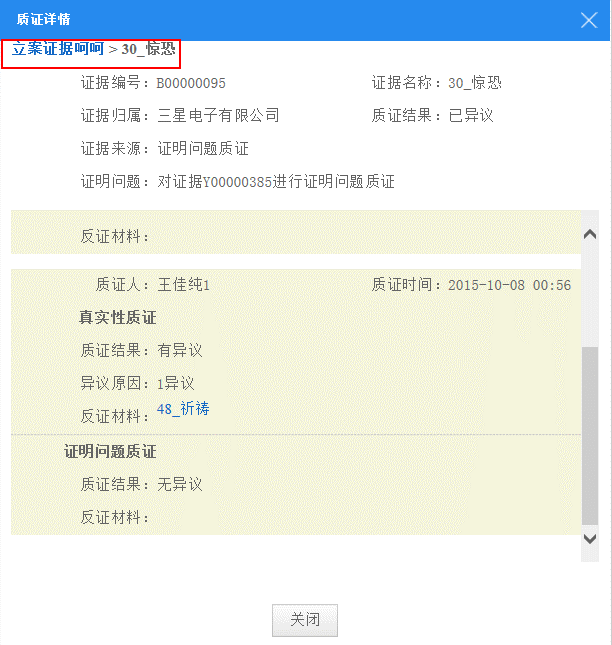 质证详情
立案证据呵呵 > 30_惊恐
证据编号：B00000095 证据名称：30_惊恐
证据归属：三星电子有限公司 质证结果：已异议
证据来源：证明问题质证
证明问题：对证据Y00000385进行证明问题质证
反证材料：
质证人：王佳纯1 质证时间：2015-10-08 00:56
真实性质证
质证结果：有异议
异议原因：1异议
反证材料：48_祈祷
证明问题质证
质证结果：无异议
反证材料：
关闭